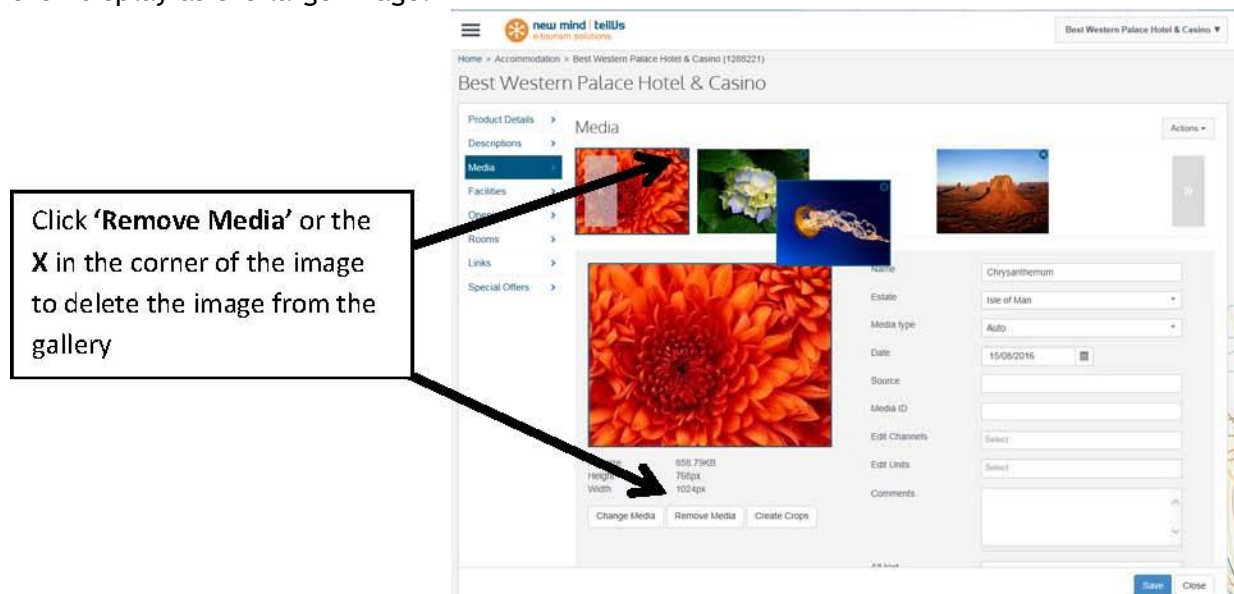 new mind | tellUs
e-tourism solutions
Best Western Palace Hotel & Casino ▼
Home > Accommodation > Best Western Palace Hotel & Casino (1288221)
Best Western Palace Hotel & Casino
Product Details
Descriptions
Media
Facilities
Rooms
Links
Special Offers
Media
Actions
Click ‘Remove Media’ or the
X in the corner of the image
to delete the image from the
gallery
Name
Chrysanthemum
Estate
Isle of Man
Media type
Auto
Date
15/08/2016
Source
Media ID
Edit Channels
Select
Edit Units
Select
Comments
858.79KB
Height
768px
Width
1024px
Change Media
Remove Media
Create Crops
Save
Close